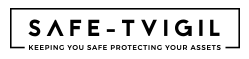 SAFE-TVIGIL
KEEPING YOU SAFE PROTECTING YOUR ASSETS